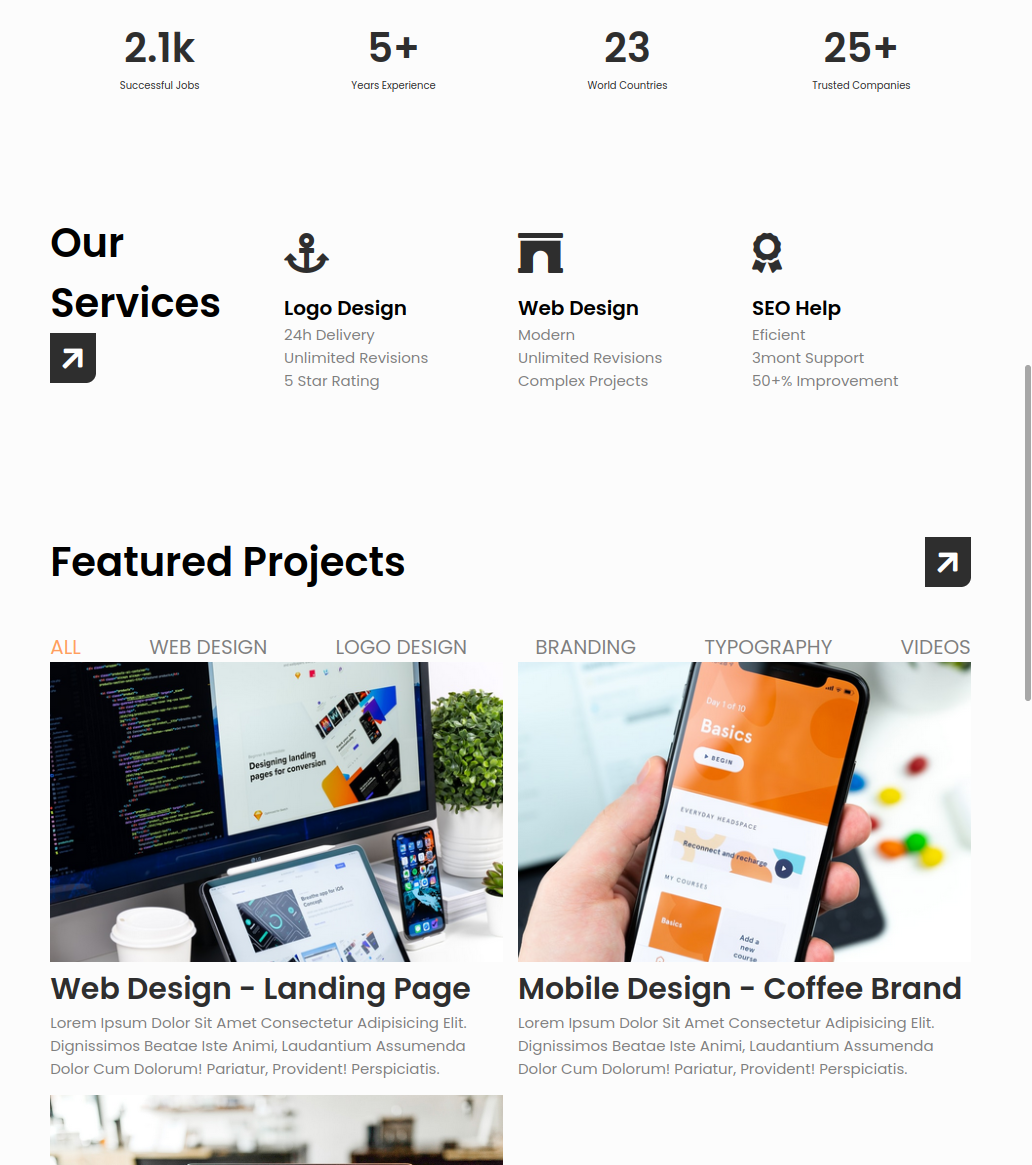 2.1k
5+
23
25+
Successful Jobs
Years Experience
World Countries
Trusted Companies
Our
Services
Logo Design
24h Delivery
Unlimited Revisions
5 Star Rating
Web Design
Modern
Unlimited Revisions
Complex Projects
SEO Help
Eficient
3mont Support
50+% Improvement
Featured Projects
ALL
WEB DESIGN
LOGO DESIGN
BRANDING
TYPOGRAPHY
VIDEOS
Designing landing
pages for conversion
Breathe app for iOS
Concept
Day 1 of 10
Basics
BEGIN
EVERYDAY HEADSPACE
Reconnect and recharge
MY COURSES
Basics
Add a
new
course
Web Design - Landing Page
Lorem Ipsum Dolor Sit Amet Consectetur Adipisicing Elit.
Dignissimos Beatae Iste Animi, Laudantium Assumenda
Dolor Cum Dolorum! Pariatur, Provident! Perspiciatis.
Mobile Design - Coffee Brand
Lorem Ipsum Dolor Sit Amet Consectetur Adipisicing Elit.
Dignissimos Beatae Iste Animi, Laudantium Assumenda
Dolor Cum Dolorum! Pariatur, Provident! Perspiciatis.